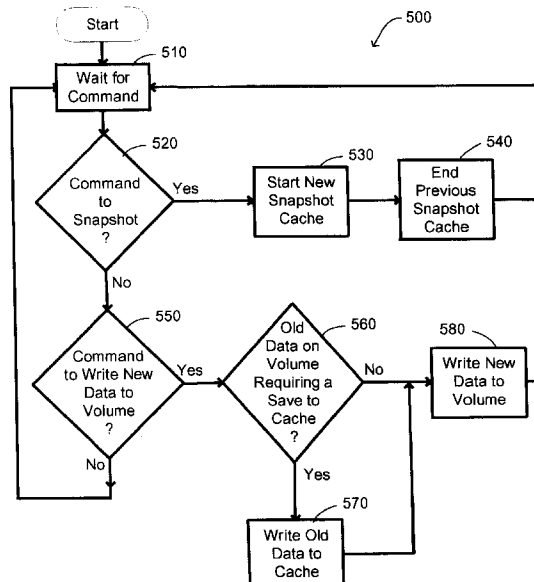 Start
500
510
Wait for
Command
520
Command
to
Snapshot
?
Yes
No
530
Start New
Snapshot
Cache
540
End
Previous
Snapshot
Cache
550
Command
to Write New
Data to
Volume
?
Yes
No
560
Old
Data on
Volume
Requiring a
Save to
Cache
?
No
Yes
580
Write New
Data to
Volume
570
Write Old
Data to
Cache